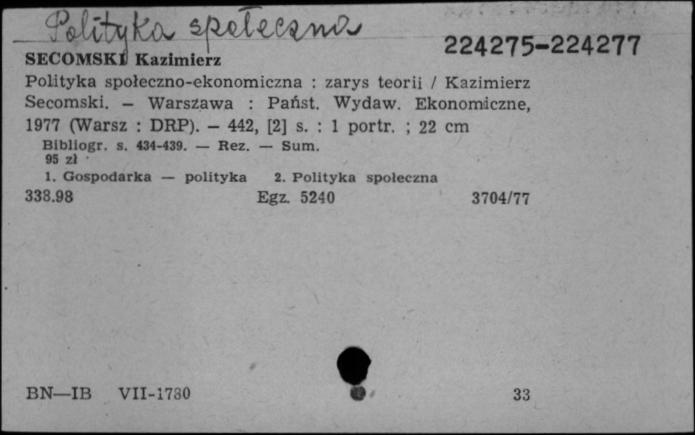 Polityka społeczna
224275-224277
SECOMSKI Kazimierz
Polityka społeczno-ekonomiczna : zarys teorii / Kazimierz
Secomski. — Warszawa : Państ. Wydaw. Ekonomiczne,
1977 (Warsz : DRP). — 442, [2] s. : 1 portr. ; 22 cm
Bibliogr. s. 434-439. — Rez. — Sum.
95 zł
1. Gospodarka — polityka 2. Polityka społeczna
338.98 Egz. 5240 3704/77
BN—IB VII-1780 33